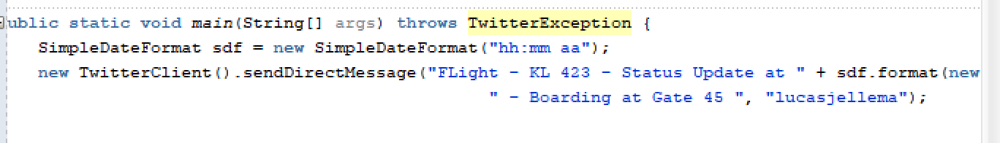 ublic static void main(String[] args) throws TwitterException {
SimpleDateFormat sdf = new SimpleDateFormat("hh:mm aa");
new TwitterClient().sendDirectMessage("FLight - KL 423 - Status Update at " + sdf.format(new
" - Boarding at Gate 45 ", "lucasjellema");